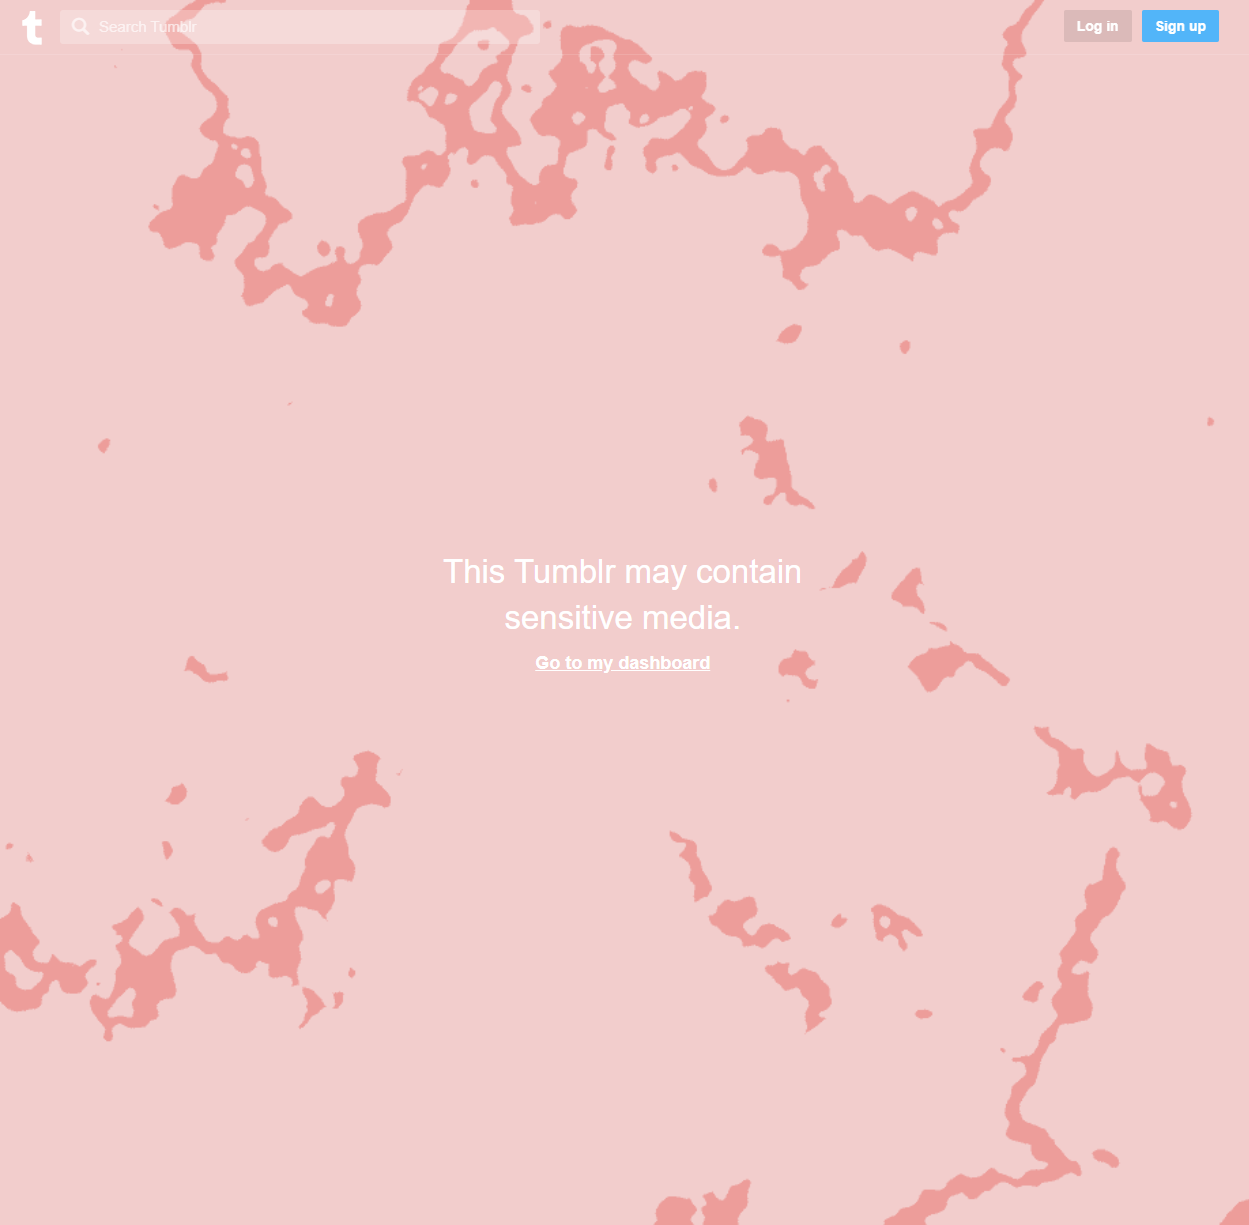 t Search Tumblr Log in Sign up
This Tumblr may contain
sensitive media.
Go to my dashboard